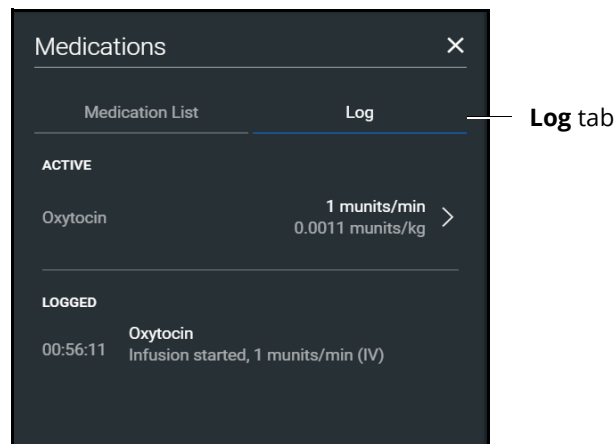 Medications
Medication List
Log
Log tab
ACTIVE
Oxytocin
1 munits/min
0.0011 munits/kg
LOGGED
00:56:11
Oxytocin
Infusion started, 1 munits/min (IV)